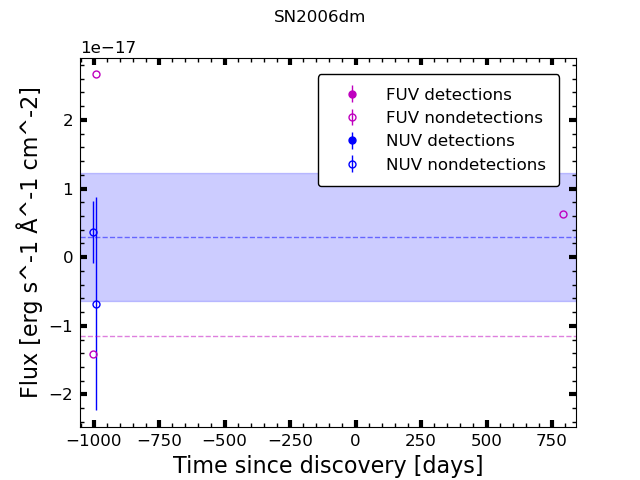 SN2006dm
1e−17
FUV detections
FUV nondetections
NUV detections
NUV nondetections
2
1
0
−1
−2
Flux [erg s^-1 Å^-1 cm^-2]
−1000 −750 −500 −250 0 250 500 750
Time since discovery [days]